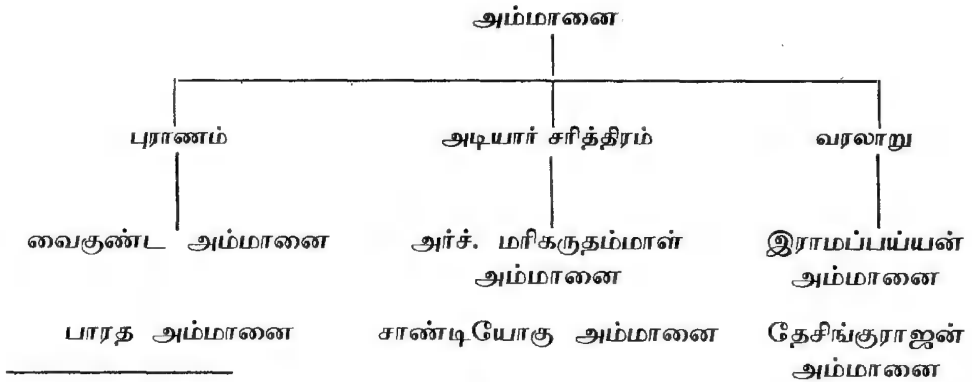 அம்மானை
புராணம் அடியார் சரித்திரம் வரலாறு
வைகுண்ட அம்மானை அர்ச். மரிகருதம்மாள் இராமப்பய்யன்
அம்மானை அம்மானை
பாரத அம்மானை சாண்டியோகு அம்மானை தேசிங்குராஜன்
அம்மானை